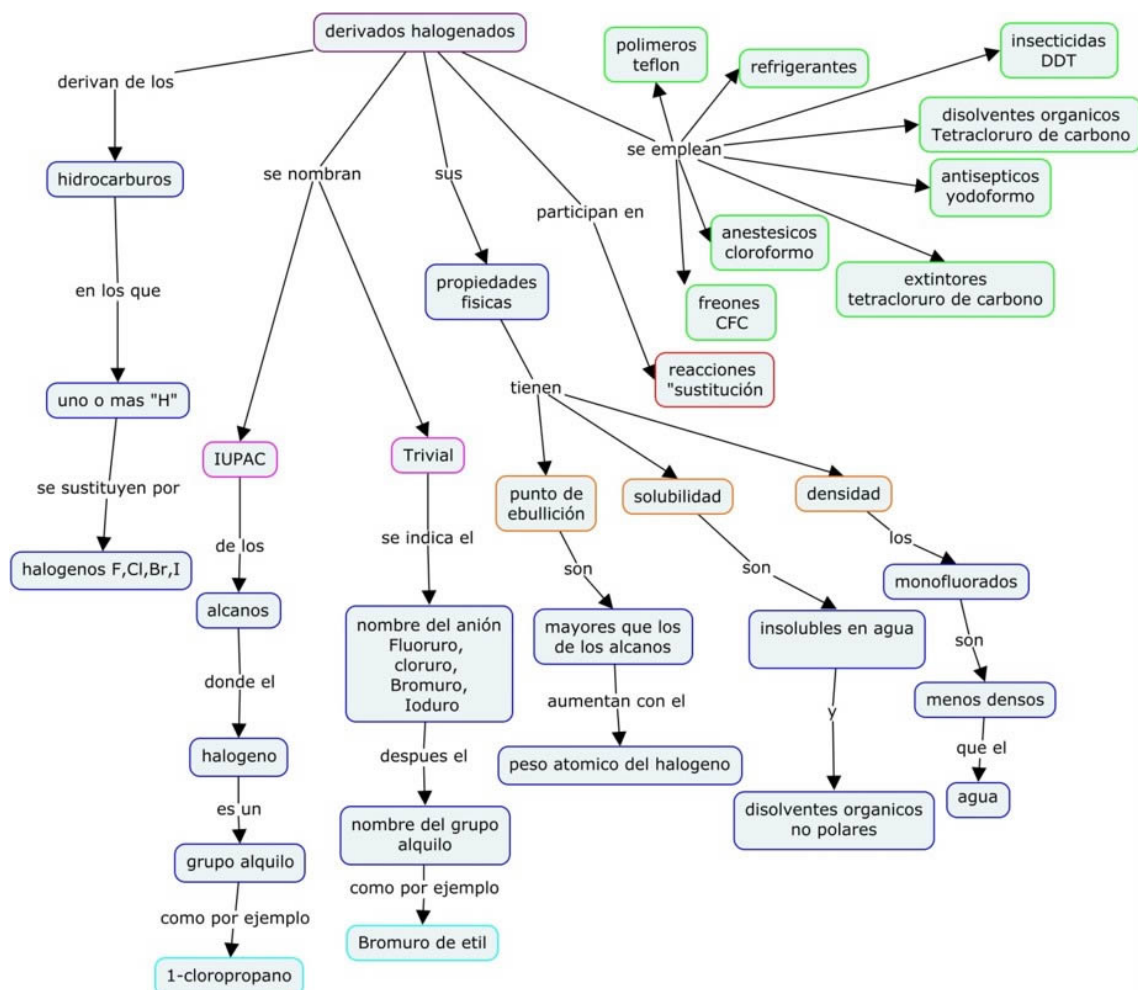 derivados halogenados
derivan de los
hidrocarburos
en los que
uno o mas "H"
se sustituyen por
halogenos F,Cl,Br,I
se nombran
IUPAC
de los
alcanos
donde el
halogeno
es un
grupo alquilo
como por ejemplo
1-cloropropano
Trivial
se indica el
nombre del anión
Fluoruro,
cloruro,
Bromuro,
Ioduro
despues el
nombre del grupo
alquilo
como por ejemplo
Bromuro de etil
sus
propiedades
fisicas
tienen
punto de
ebullición
son
mayores que los
de los alcanos
aumentan con el
peso atomico del halogeno
solubilidad
son
insolubles en agua
y
disolventes organicos
no polares
densidad
los
monofluorados
son
menos densos
que el
agua
participan en
reacciones
"sustitución
se emplean
polimeros
teflon
refrigerantes
insecticidas
DDT
disolventes organicos
Tetracloruro de carbono
antisepticos
yodoformo
extintores
tetracloruro de carbono
anestesicos
cloroformo
freones
CFC